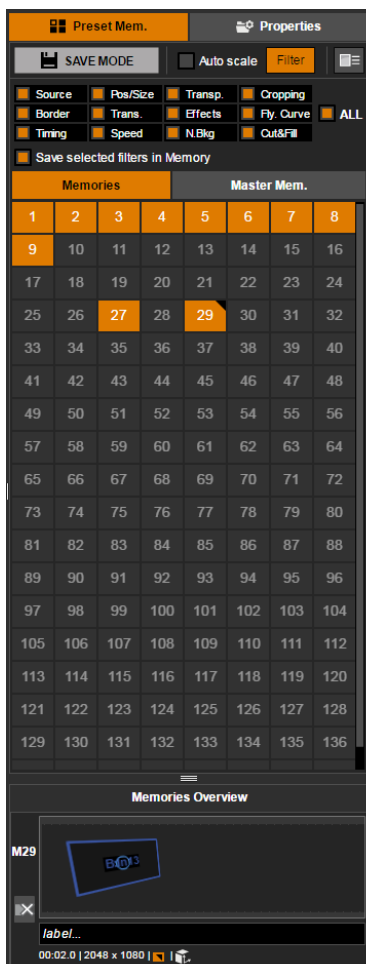 Preset Mem. Properties
SAVE MODE Auto scale Filter
Source Pos/Size Transp. Cropping
Border Trans. Effects Fly. Curve ALL
Timing Speed N.Bkg Cut&Fill
Save selected filters in Memory
Memories Master Mem.
1 2 3 4 5 6 7 8
9 10 11 12 13 14 15 16
17 18 19 20 21 22 23 24
25 26 27 28 29 30 31 32
33 34 35 36 37 38 39 40
41 42 43 44 45 46 47 48
49 50 51 52 53 54 55 56
57 58 59 60 61 62 63 64
65 66 67 68 69 70 71 72
73 74 75 76 77 78 79 80
81 82 83 84 85 86 87 88
89 90 91 92 93 94 95 96
97 98 99 100 101 102 103 104
105 106 107 108 109 110 111 112
113 114 115 116 117 118 119 120
121 122 123 124 125 126 127 128
129 130 131 132 133 134 135 136
Memories Overview
M29
label...
00:02.0 | 2048 x 1080 | |